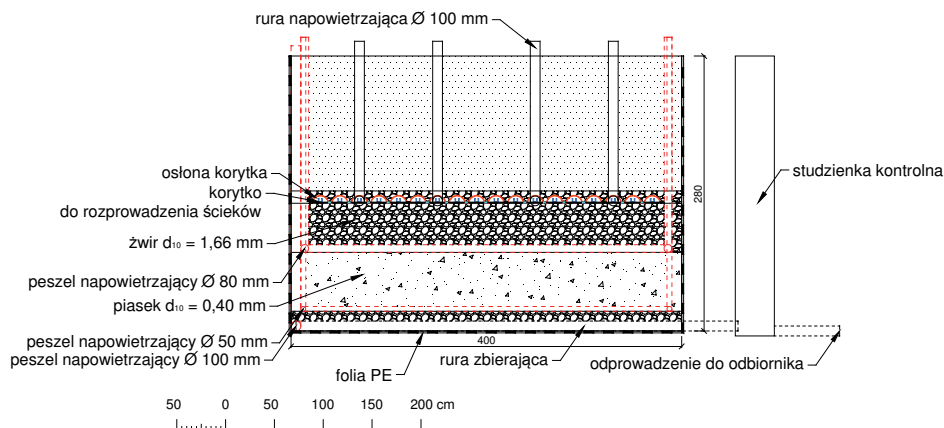 rura napowietrzająca Ø 100 mm
osłona korytka
korytko
do rozprowadzenia ścieków
żwir d₁₀ = 1,66 mm
peszel napowietrzający Ø 80 mm
piasek d₁₀ = 0,40 mm
peszel napowietrzający Ø 50 mm
peszel napowietrzający Ø 100 mm
folia PE
400
rura zbierająca
280
studzienka kontrolna
odprowadzenie do odbiornika
50 0 50 100 150 200 cm